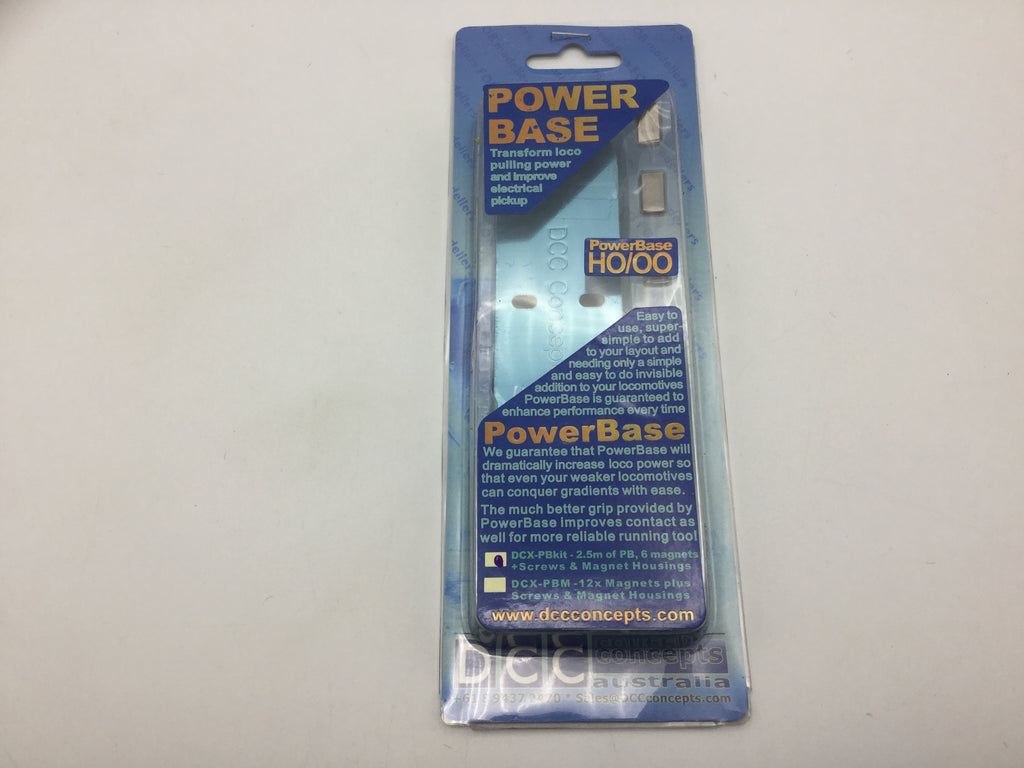 POWER
BASE
Transform loco
pulling power
and improve
electrical
pickup
DCC Concep
PowerBase
HO/OO
Easy to
use, super-
simple to add
to your layout and
needing only a simple
and easy to do invisible
addition to your locomotives
PowerBase is guaranteed to
enhance performance every time
PowerBase
We guarantee that PowerBase will
dramatically increase loco power so
that even your weaker locomotives
can conquer gradients with ease.
The much better grip provided by
PowerBase improves contact as
well for more reliable running too!
DCX-PBkit - 2.5m of PB, 6 magnets
+Screws & Magnet Housings
DCX-PBM -12x Magnets plus
Screws & Magnet Housings
www.dccconcepts.com
DCC concepts
australia
9437 2470 * Sales@DCCconcepts.com